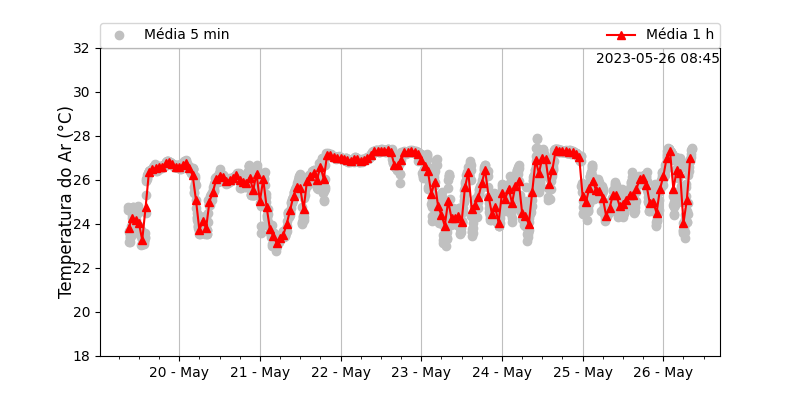 Média 5 min
Média 1 h
2023-05-26 08:45
Temperatura do Ar (°C)
32
30
28
26
24
22
20
18
20 - May
21 - May
22 - May
23 - May
24 - May
25 - May
26 - May